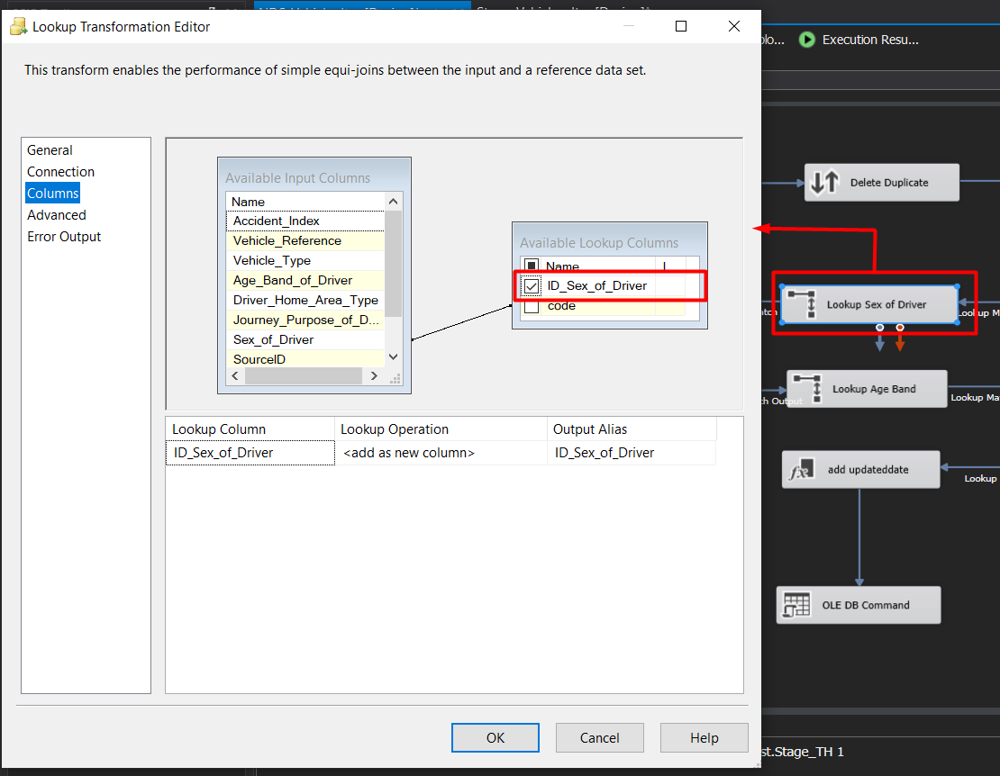 Lookup Transformation Editor
This transform enables the performance of simple equi-joins between the input and a reference data set.
General
Connection
Columns
Advanced
Error Output
Available Input Columns
Name
Accident_Index
Vehicle_Reference
Vehicle_Type
Age_Band_of_Driver
Driver_Home_Area_Type
Journey_Purpose_of_D...
Sex_of_Driver
SourceID
Available Lookup Columns
Name
ID_Sex_of_Driver
code
Lookup Column Lookup Operation Output Alias
ID_Sex_of_Driver <add as new column> ID_Sex_of_Driver
OK Cancel Help
plo... Execution Resu...
Delete Duplicate
Lookup Sex of Driver
Lookup M
Lookup Age Band
Lookup Ma
add updateddate
Lookup
OLE DB Command
st.Stage_TH 1